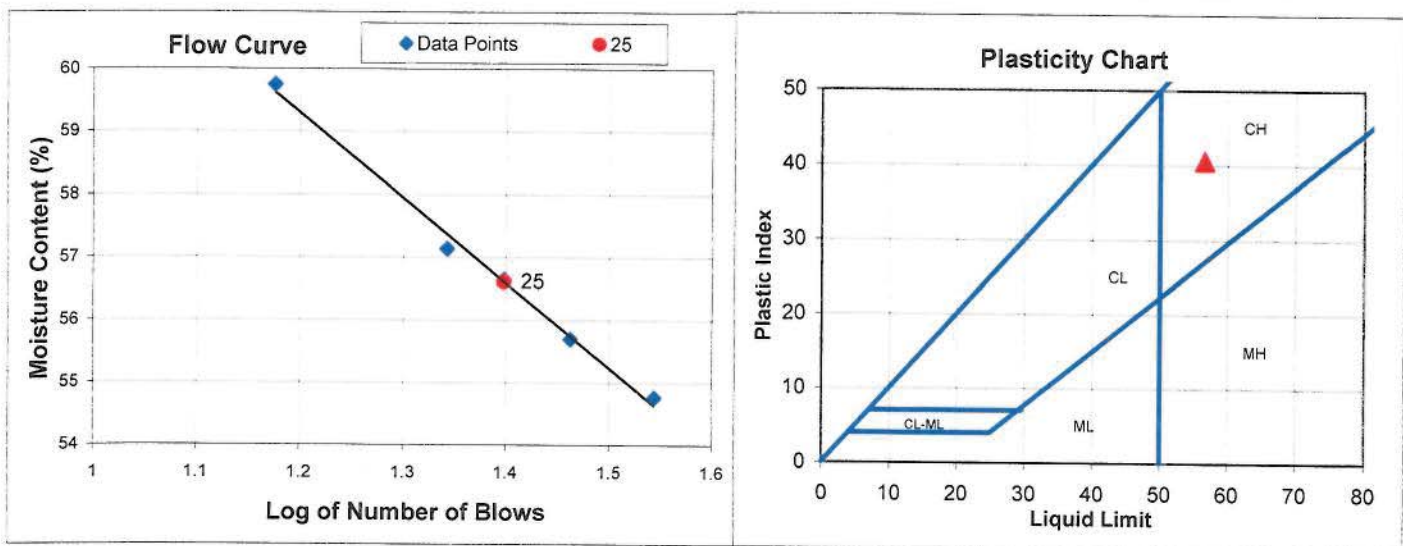 Flow Curve
Data Points
25
60
59
58
57
56
55
54
25
1
1.1
1.2
1.3
1.4
1.5
1.6
Moisture Content (%)
Log of Number of Blows
Plasticity Chart
50
40
30
20
10
0
CH
CL
MH
CL-ML
ML
0
10
20
30
40
50
60
70
80
Plastic Index
Liquid Limit